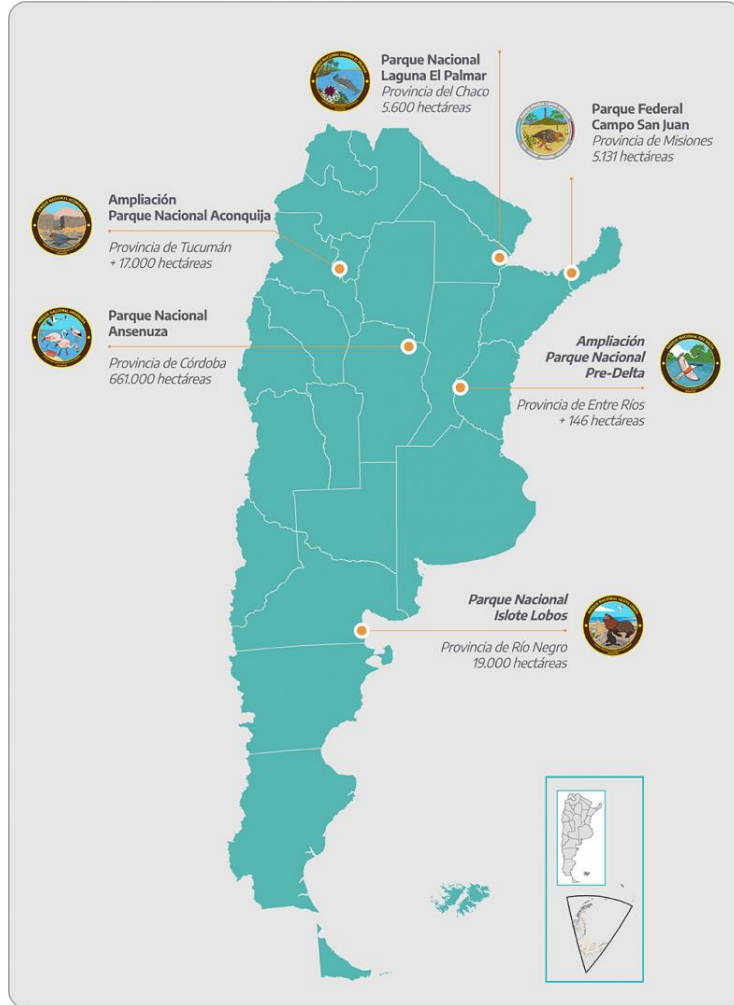 Parque Nacional
Laguna El Palmar
Provincia del Chaco
5.600 hectáreas
Parque Federal
Campo San Juan
Provincia de Misiones
5.131 hectáreas
Ampliación
Parque Nacional Aconquija
Provincia de Tucumán
+ 17.000 hectáreas
Parque Nacional
Ansenuza
Provincia de Córdoba
661.000 hectáreas
Ampliación
Parque Nacional
Pre-Delta
Provincia de Entre Ríos
+ 146 hectáreas
Parque Nacional
Islote Lobos
Provincia de Río Negro
19.000 hectáreas